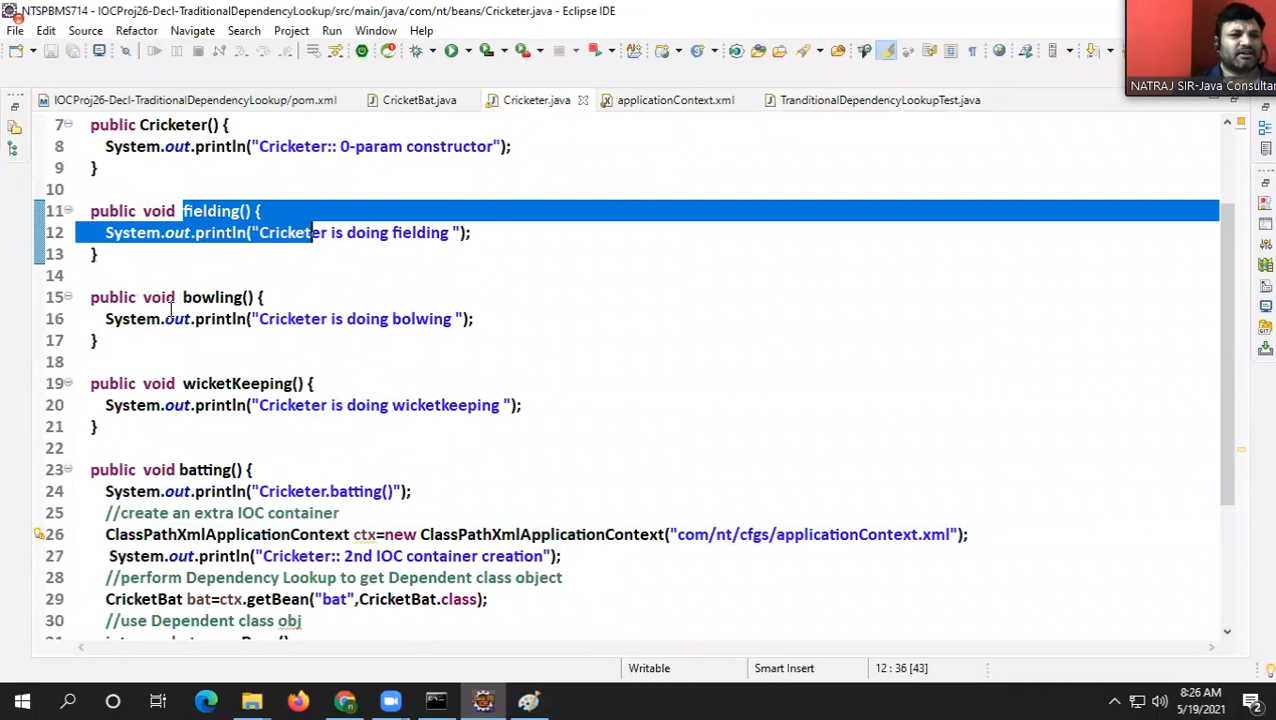 NTSPBMS714 - IOCProj26-Decl-TraditionalDependencyLookup/src/main/java/com/nt/beans/Cricketer.java - Eclipse IDE
File Edit Source Refactor Navigate Search Project Run Window Help
NATRAJ SIR-Java Consultan
IOCProj26-Decl-TraditionalDependencyLookup/pom.xml CricketBat.java Cricketer.java applicationContext.xml TranditionalDependencyLookupTest.java
7 public Cricketer() {
8 System.out.println("Cricketer:: 0-param constructor");
9 }
10
11 public void fielding() {
12 System.out.println("Cricketer is doing fielding ");
13 }
14
15 public void bowling() {
16 System.out.println("Cricketer is doing bolwing ");
17 }
18
19 public void wicketKeeping() {
20 System.out.println("Cricketer is doing wicketkeeping ");
21 }
22
23 public void batting() {
24 System.out.println("Cricketer.batting()");
25 //create an extra IOC container
26 ClassPathXmlApplicationContext ctx=new ClassPathXmlApplicationContext("com/nt/cfgs/applicationContext.xml");
27 System.out.println("Cricketer:: 2nd IOC container creation");
28 //perform Dependency Lookup to get Dependent class object
29 CricketBat bat=ctx.getBean("bat",CricketBat.class);
30 //use Dependent class obj
Writable Smart Insert 12 : 36 [43]
8:26 AM
5/19/2021
2